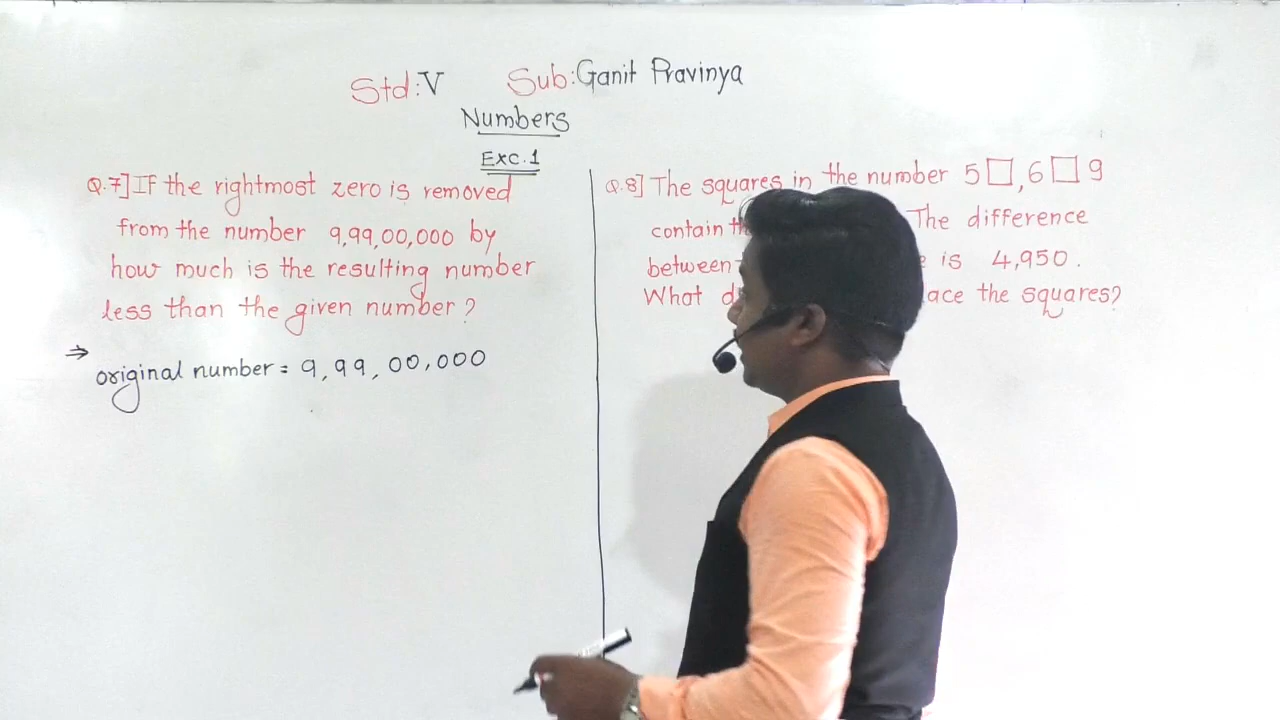 Std:V Sub:Ganit Pravinya
Numbers
Exc.1
Q.7] If the rightmost zero is removed
from the number 9,99,00,000 by
how much is the resulting number
less than the given number?
⇒ original number = 9,99,00,000
Q.8] The squares in the number 5□,6□9
contain The difference
between is 4,950.
What the squares?